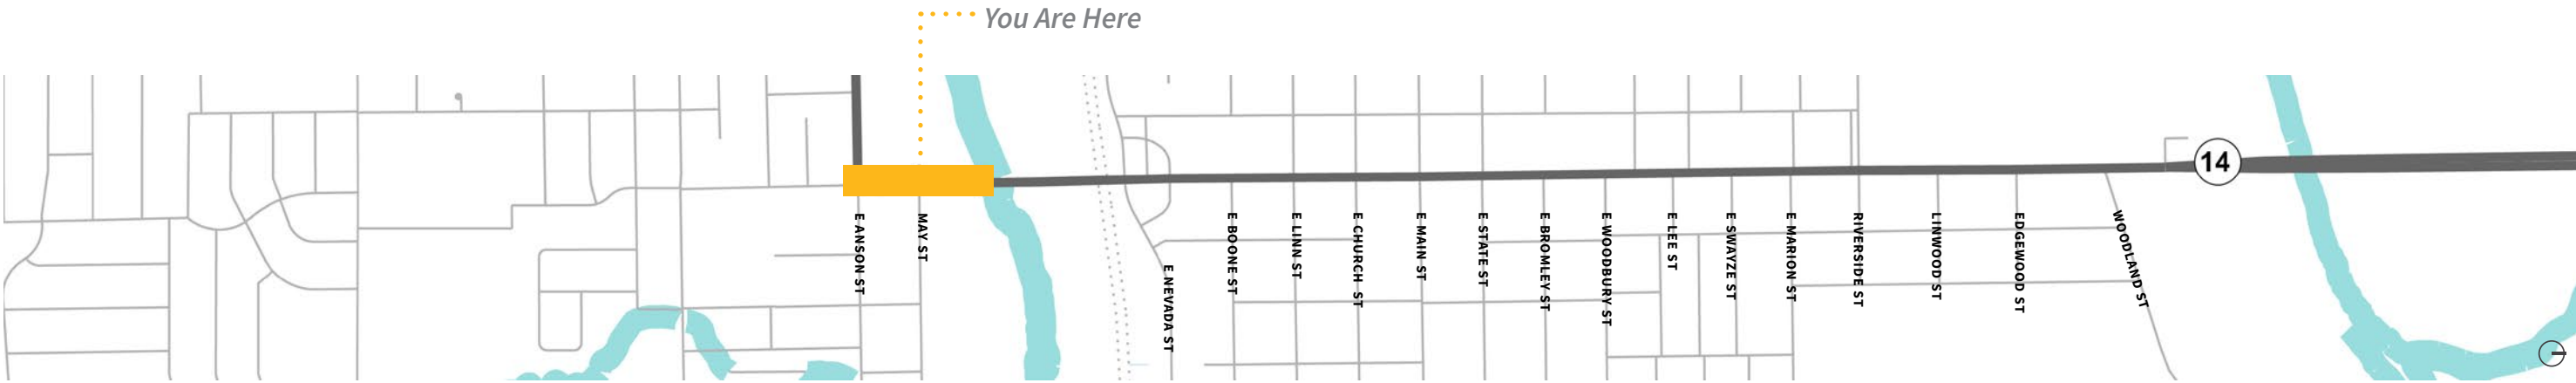 You Are Here
14
E ANSON ST
MAY ST
E NEVADA ST
E BOONE ST
E LINN ST
E CHURCH ST
E MAIN ST
E STATE ST
E BROMLEY ST
E WOODBURY ST
E LEE ST
E SWAYZE ST
E MARION ST
RIVERSIDE ST
LINWOOD ST
EDGEWOOD ST
WOODLAND ST